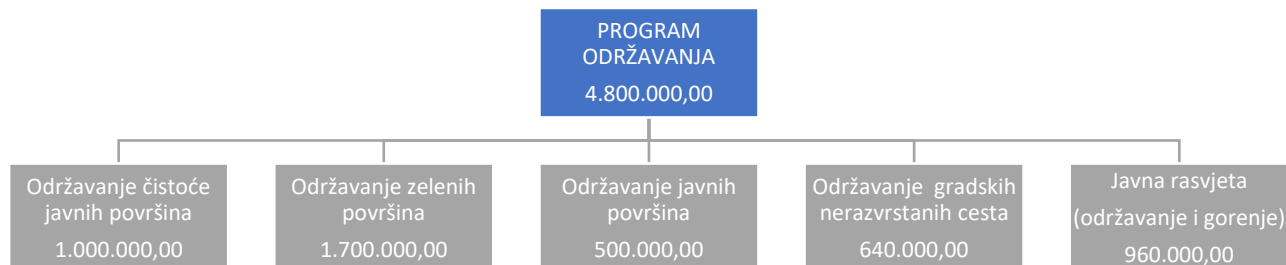 PROGRAM
ODRŽAVANJA
4.800.000,00
Održavanje čistoće
javnih površina
1.000.000,00
Održavanje zelenih
površina
1.700.000,00
Održavanje javnih
površina
500.000,00
Održavanje gradskih
nerazvrstanih cesta
640.000,00
Javna rasvjeta
(održavanje i gorenje)
960.000,00